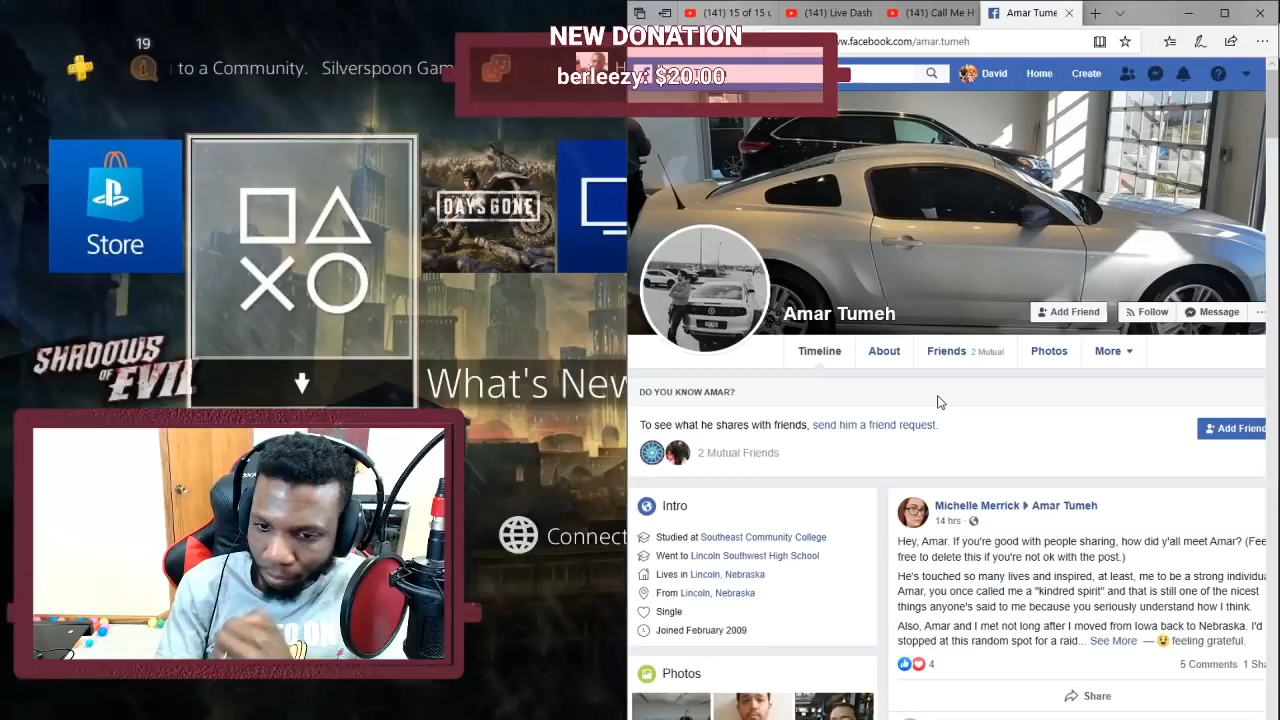 19
to a Community. Silverspoon Gam
Store
DAYS GONE
SHADOWS
OF
EVIL
What's New
Connect
NEW DONATION
berleezy: $20.00
(141) 15 of 15 u
(141) Live Dash
(141) Call Me H
Amar Tume
w.facebook.com/amar.tumeh
David
Home
Create
Amar Tumeh
Add Friend
Follow
Message
Timeline
About
Friends 2 Mutual
Photos
More
DO YOU KNOW AMAR?
To see what he shares with friends, send him a friend request.
Add Friend
2 Mutual Friends
Intro
Studied at Southeast Community College
Went to Lincoln Southwest High School
Lives in Lincoln, Nebraska
From Lincoln, Nebraska
Single
Joined February 2009
Photos
Michelle Merrick Amar Tumeh
14 hrs ·
Hey, Amar. If you're good with people sharing, how did y'all meet Amar? (Fee
free to delete this if you're not ok with the post.)
He's touched so many lives and inspired, at least, me to be a strong individua
Amar, you once called me a "kindred spirit" and that is still one of the nicest
things anyone's said to me because you seriously understand how I think.
Also, Amar and I met not long after I moved from Iowa back to Nebraska. I'd
stopped at this random spot for a raid... See More — feeling grateful.
4
5 Comments 1 Sha
Share